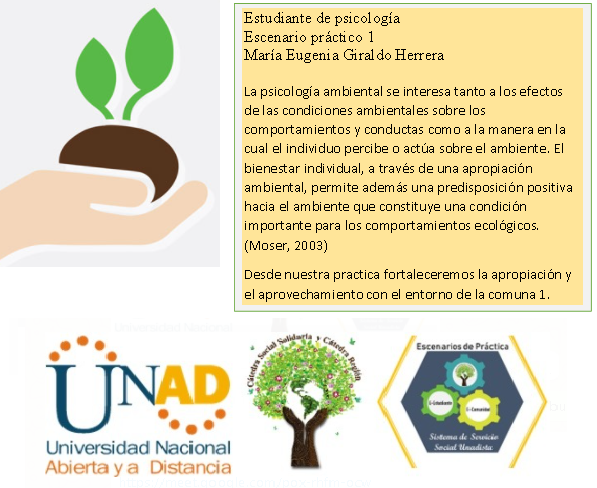 Estudiante de psicología
Escenario práctico 1
María Eugenia Giraldo Herrera
La psicología ambiental se interesa tanto a los efectos
de las condiciones ambientales sobre los
comportamientos y conductas como a la manera en la
cual el individuo percibe o actúa sobre el ambiente. El
bienestar individual, a través de una apropiación
ambiental, permite además una predisposición positiva
hacia el ambiente que constituye una condición
importante para los comportamientos ecológicos.
(Moser, 2003)
Desde nuestra practica fortaleceremos la apropiación y
el aprovechamiento con el entorno de la comuna 1.
UNAD
Universidad Nacional
Abierta y a Distancia
Cátedra Social Solidaria y Cátedra Región
Escenarios de Práctica
Sistema de Servicio
Social Unadista